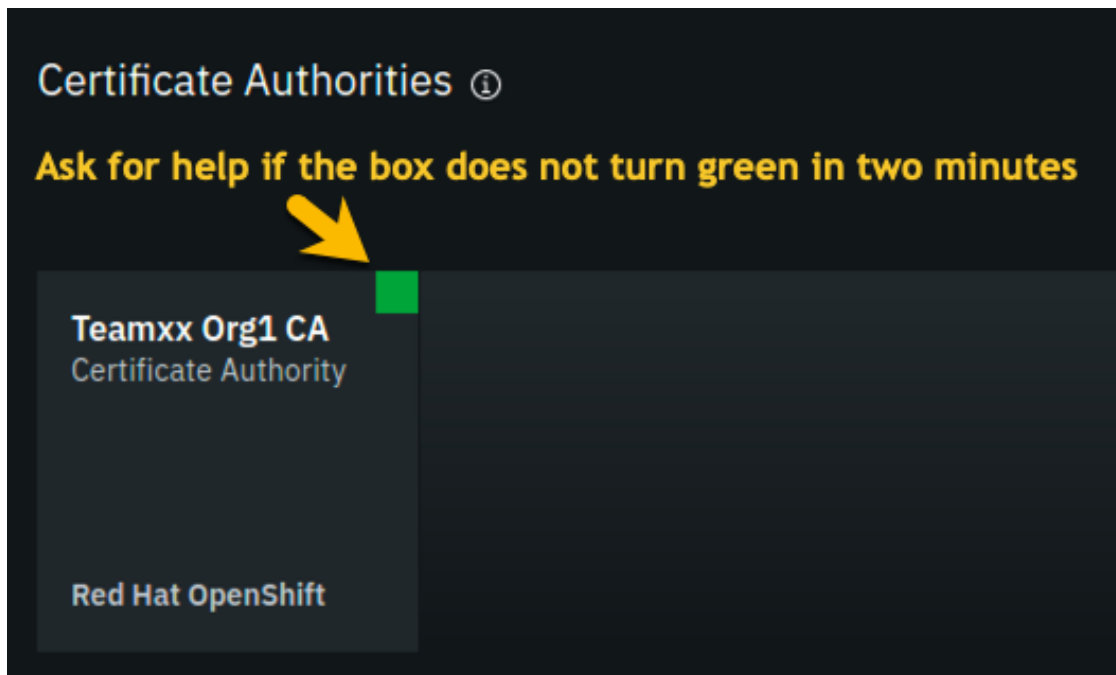 Certificate Authorities
Ask for help if the box does not turn green in two minutes
Teamxx Org1 CA
Certificate Authority
Red Hat OpenShift